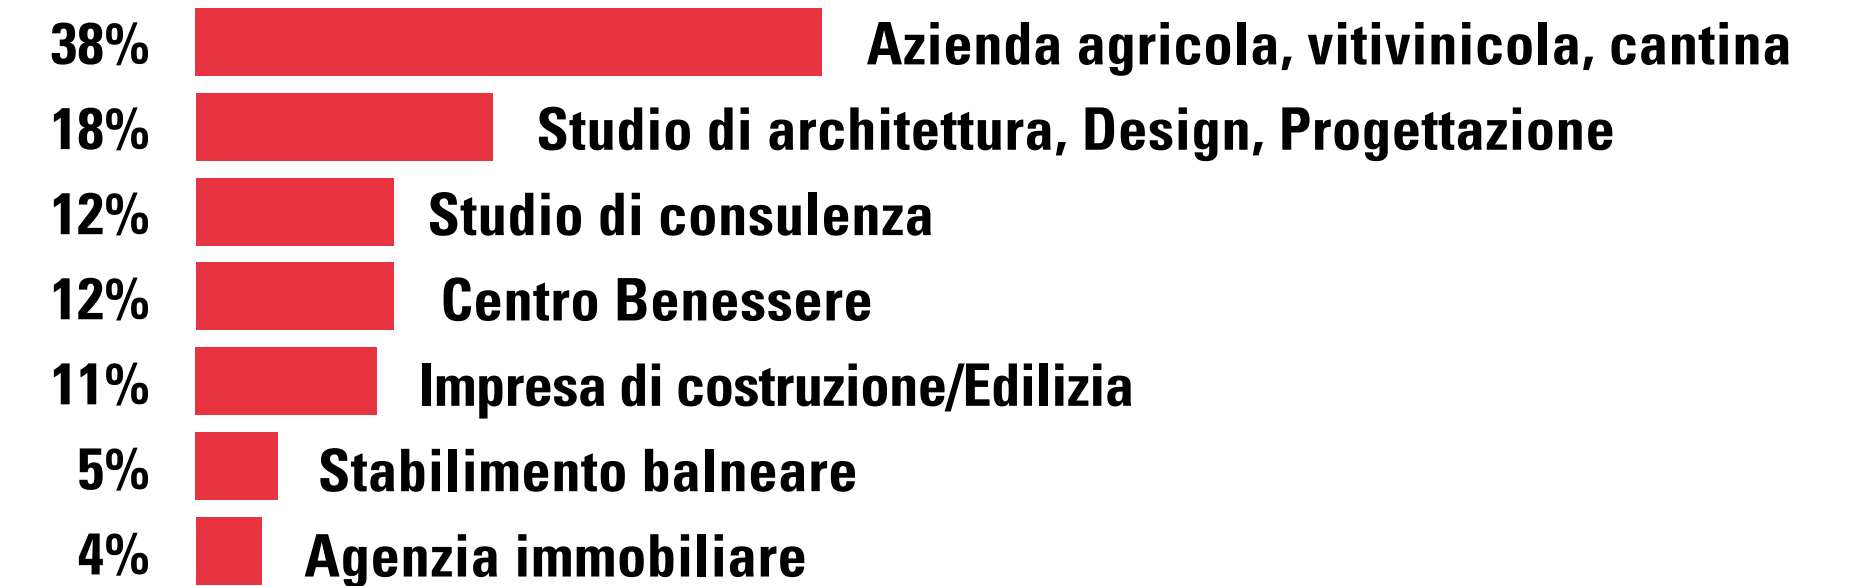 38% Azienda agricola, vitivinicola, cantina
18% Studio di architettura, Design, Progettazione
12% Studio di consulenza
12% Centro Benessere
11% Impresa di costruzione/Edilizia
5% Stabilimento balneare
4% Agenzia immobiliare